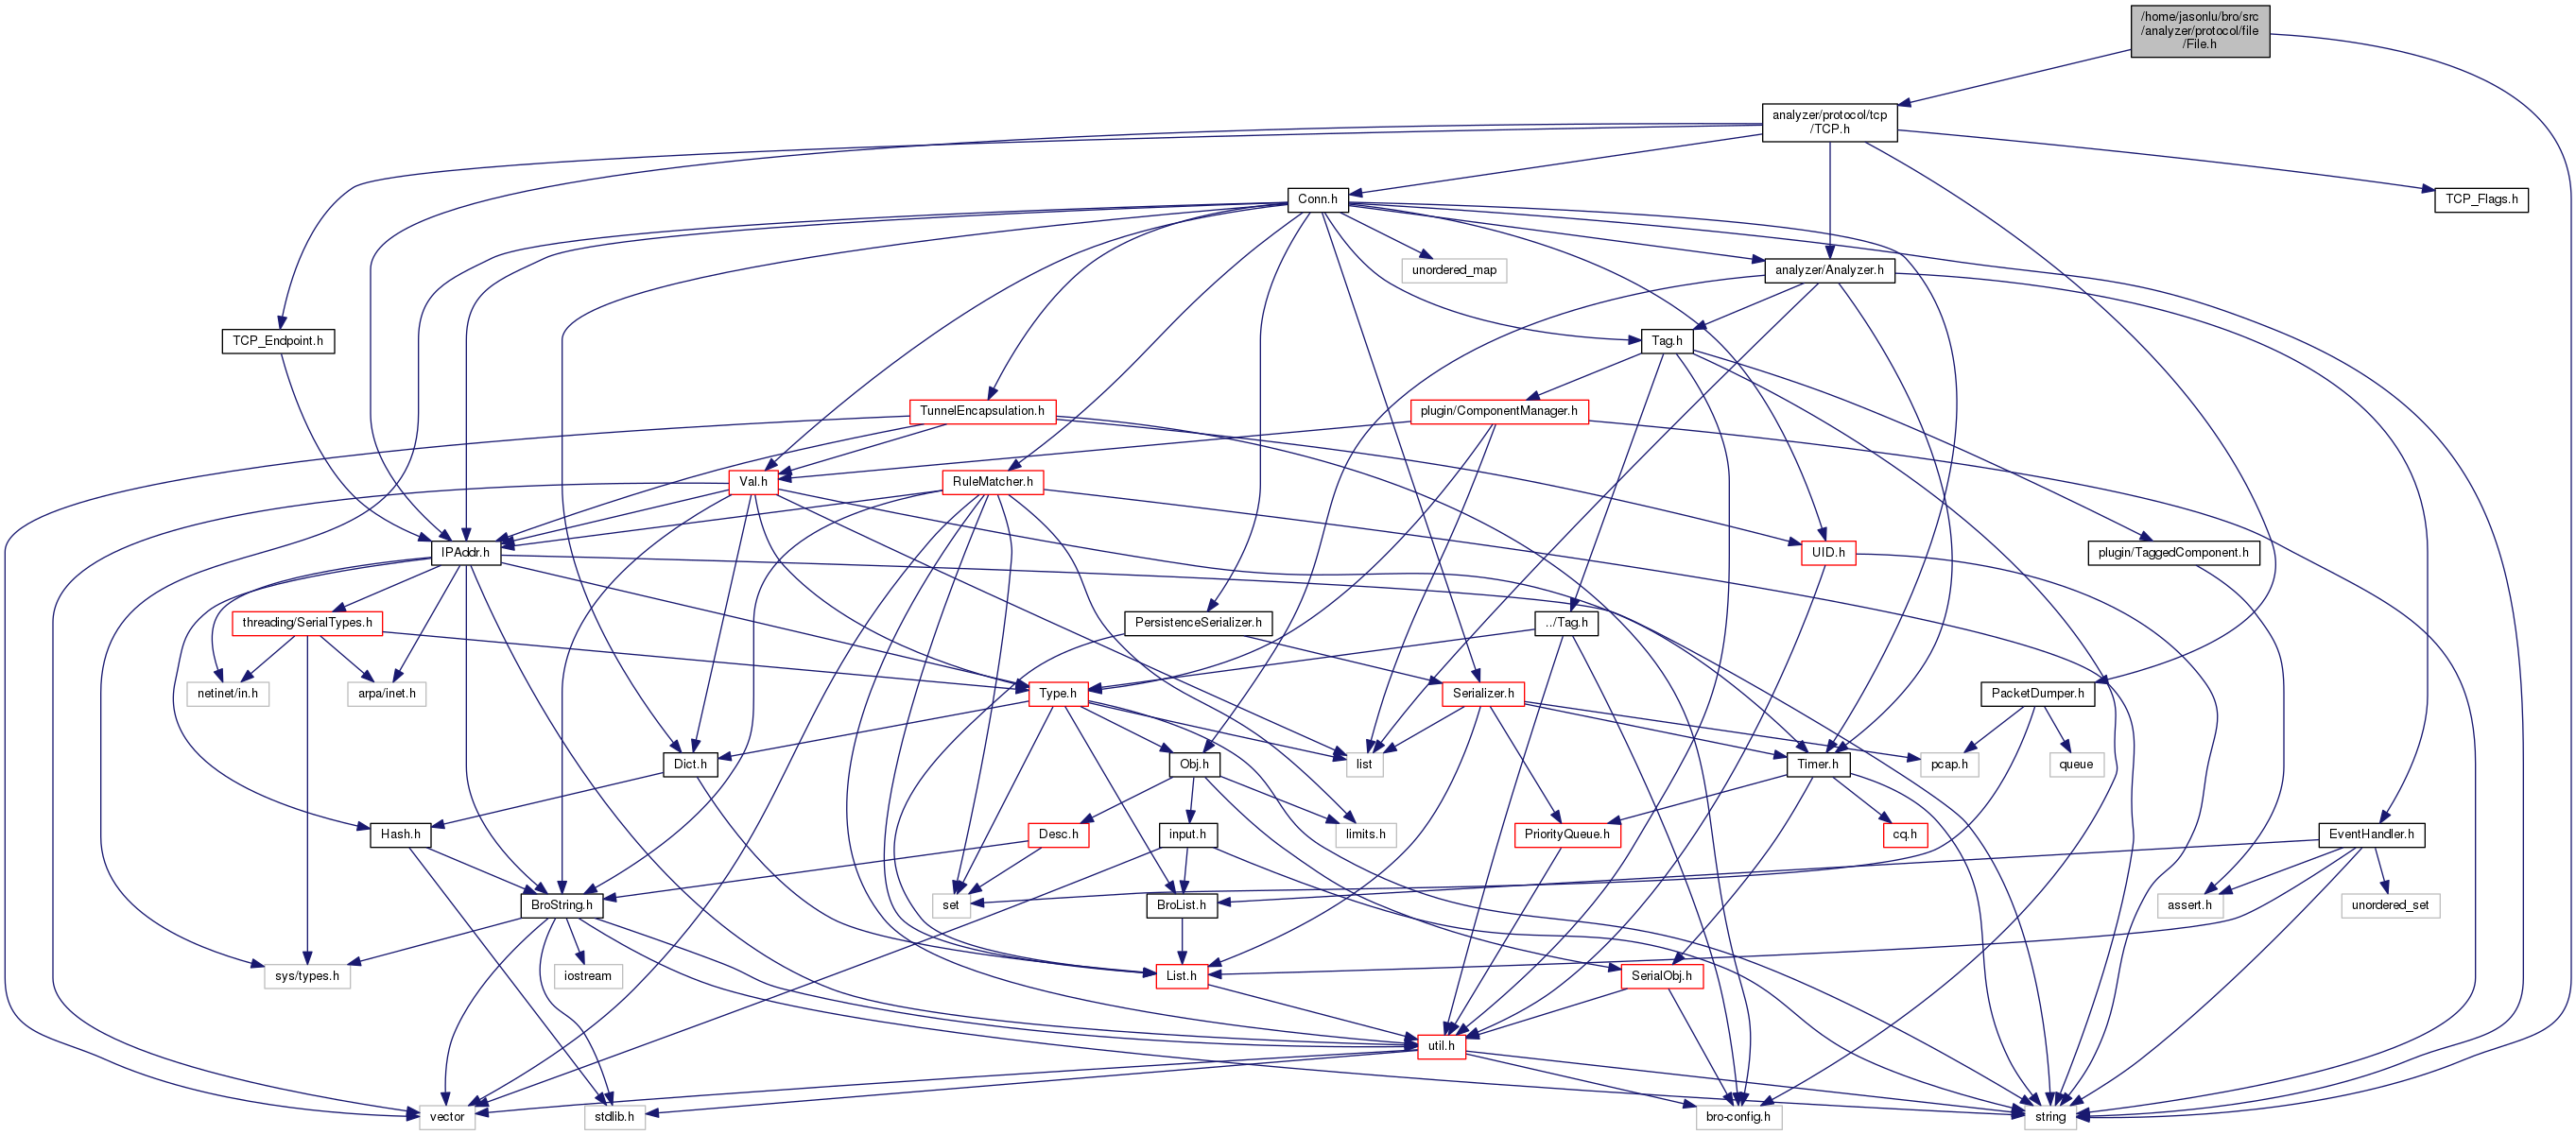 /home/jasonlu/bro/src
/analyzer/protocol/file
/File.h
analyzer/protocol/tcp
/TCP.h
Conn.h
TCP_Flags.h
unordered_map
analyzer/Analyzer.h
TCP_Endpoint.h
Tag.h
TunnelEncapsulation.h
plugin/ComponentManager.h
Val.h
RuleMatcher.h
IPAddr.h
UID.h
plugin/TaggedComponent.h
threading/SerialTypes.h
PersistenceSerializer.h
../Tag.h
netinet/in.h
arpa/inet.h
Type.h
Serializer.h
PacketDumper.h
Dict.h
Obj.h
list
Timer.h
pcap.h
queue
Hash.h
Desc.h
input.h
limits.h
PriorityQueue.h
cq.h
EventHandler.h
BroString.h
set
BroList.h
assert.h
unordered_set
sys/types.h
iostream
List.h
SerialObj.h
util.h
vector
stdlib.h
bro-config.h
string